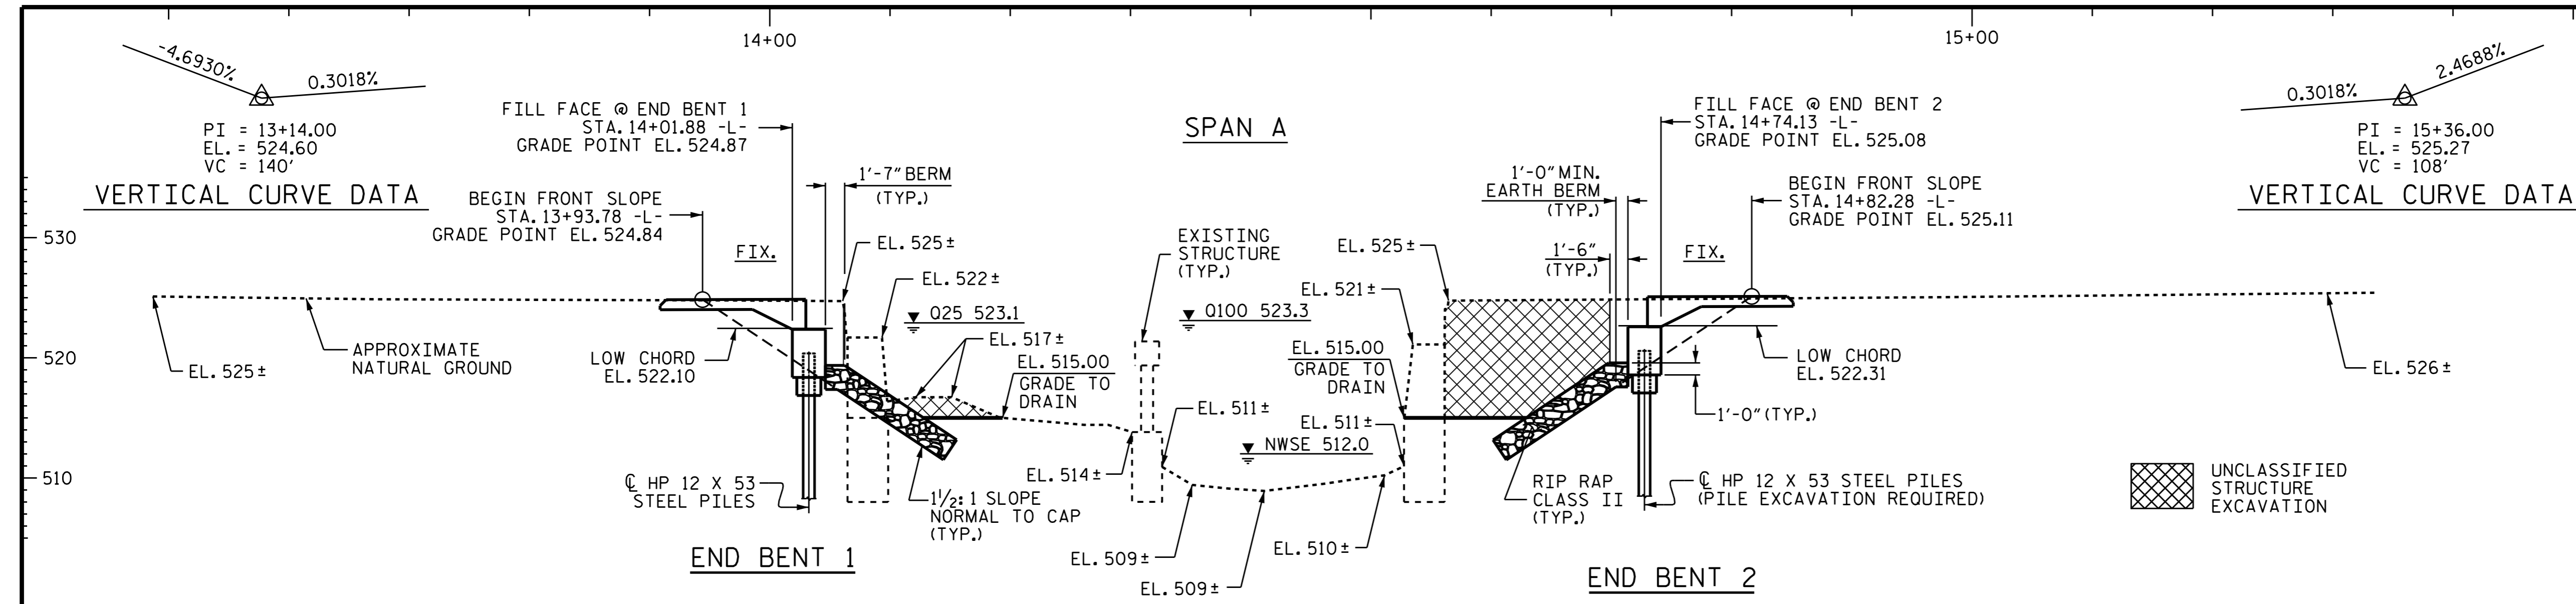 14+00
15+00
-4.6930%
0.3018%
PI = 13+14.00
EL. = 524.60
VC = 140'
VERTICAL CURVE DATA
0.3018%
2.4688%
PI = 15+36.00
EL. = 525.27
VC = 108'
VERTICAL CURVE DATA
FILL FACE @ END BENT 1
STA. 14+01.88 -L-
GRADE POINT EL. 524.87
BEGIN FRONT SLOPE
STA. 13+93.78 -L-
GRADE POINT EL. 524.84
FIX.
1'-7" BERM
(TYP.)
EL. 525±
EL. 522±
Q25 523.1
EL. 517±
EL. 515.00
GRADE TO
DRAIN
SPAN A
EXISTING
STRUCTURE
(TYP.)
Q100 523.3
FILL FACE @ END BENT 2
STA. 14+74.13 -L-
GRADE POINT EL. 525.08
1'-0" MIN.
EARTH BERM
(TYP.)
1'-6"
(TYP.)
BEGIN FRONT SLOPE
STA. 14+82.28 -L-
GRADE POINT EL. 525.11
FIX.
EL. 525±
EL. 521±
EL. 515.00
GRADE TO
DRAIN
530
520
510
EL. 525±
APPROXIMATE
NATURAL GROUND
LOW CHORD
EL. 522.10
LOW CHORD
EL. 522.31
EL. 526±
1'-0" (TYP.)
EL. 511±
EL. 511±
NWSE 512.0
EL. 514±
℄ HP 12 X 53
STEEL PILES
1½:1 SLOPE
NORMAL TO CAP
(TYP.)
EL. 509±
EL. 509±
EL. 510±
RIP RAP
CLASS II
(TYP.)
℄ HP 12 X 53 STEEL PILES
(PILE EXCAVATION REQUIRED)
UNCLASSIFIED
STRUCTURE
EXCAVATION
END BENT 1
END BENT 2